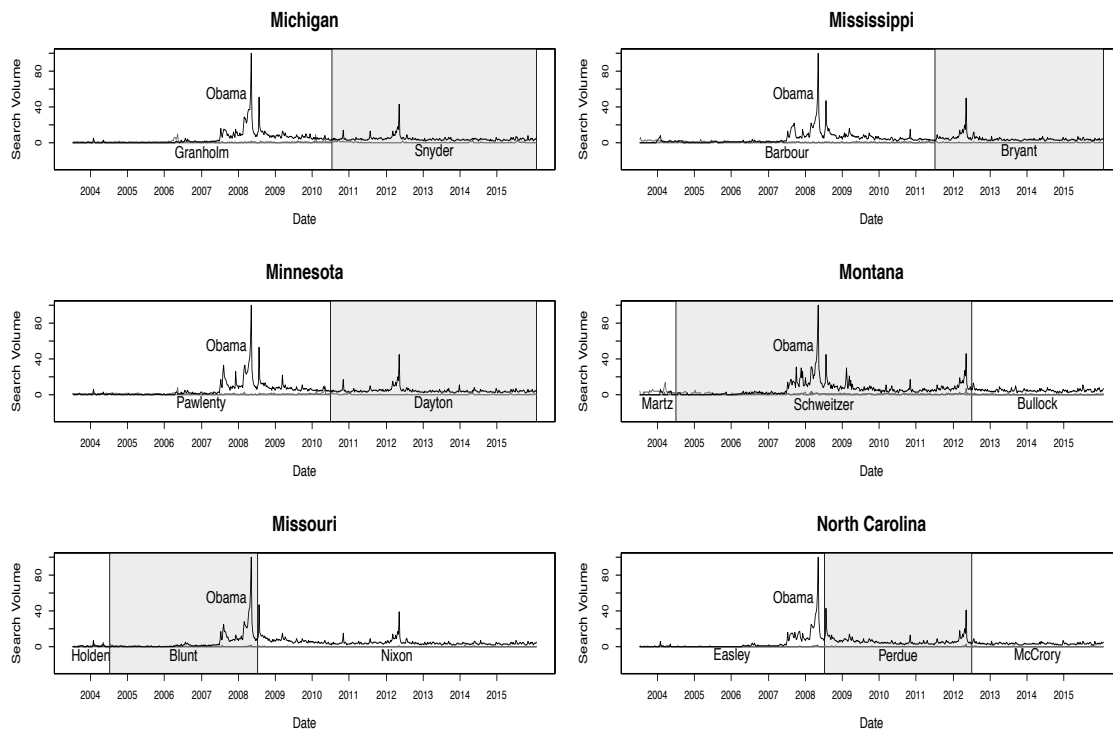 Michigan
Search Volume
0
40
80
Obama
Granholm
Snyder
2004 2005 2006 2007 2008 2009 2010 2011 2012 2013 2014 2015
Date
Mississippi
Search Volume
0
40
80
Obama
Barbour
Bryant
2004 2005 2006 2007 2008 2009 2010 2011 2012 2013 2014 2015
Date
Minnesota
Search Volume
0
40
80
Obama
Pawlenty
Dayton
2004 2005 2006 2007 2008 2009 2010 2011 2012 2013 2014 2015
Date
Montana
Search Volume
0
40
80
Obama
Martz
Schweitzer
Bullock
2004 2005 2006 2007 2008 2009 2010 2011 2012 2013 2014 2015
Date
Missouri
Search Volume
0
40
80
Obama
Holden
Blunt
Nixon
2004 2005 2006 2007 2008 2009 2010 2011 2012 2013 2014 2015
Date
North Carolina
Search Volume
0
40
80
Obama
Easley
Perdue
McCrory
2004 2005 2006 2007 2008 2009 2010 2011 2012 2013 2014 2015
Date